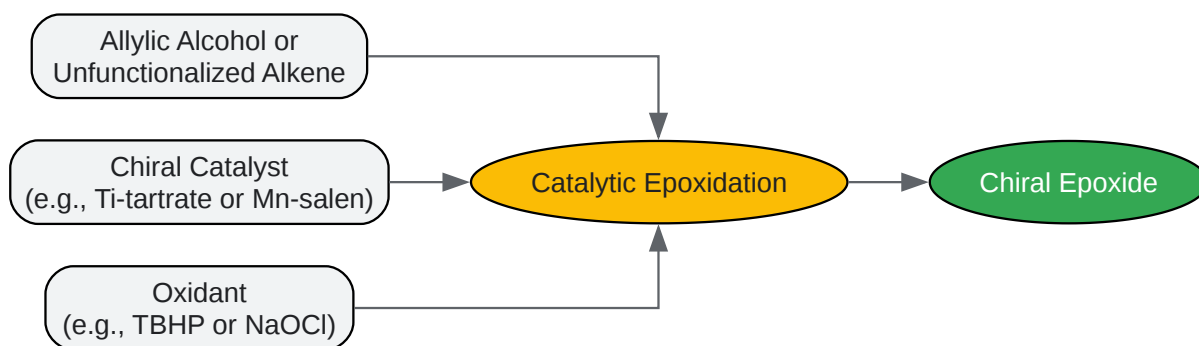 Allylic Alcohol or
Unfunctionalized Alkene
Chiral Catalyst
(e.g., Ti-tartrate or Mn-salen)
Catalytic Epoxidation
Chiral Epoxide
Oxidant
(e.g., TBHP or NaOCl)